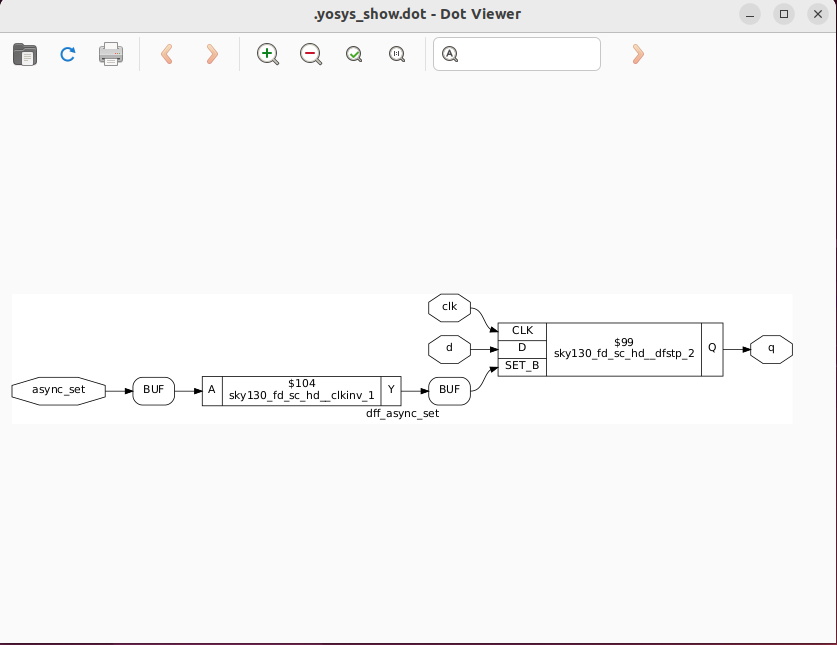 .yosys_show.dot - Dot Viewer
A
clk
CLK
d
D
$99
sky130_fd_sc_hd__dfstp_2
Q
q
SET_B
async_set
BUF
A
$104
sky130_fd_sc_hd__clkinv_1
Y
BUF
dff_async_set